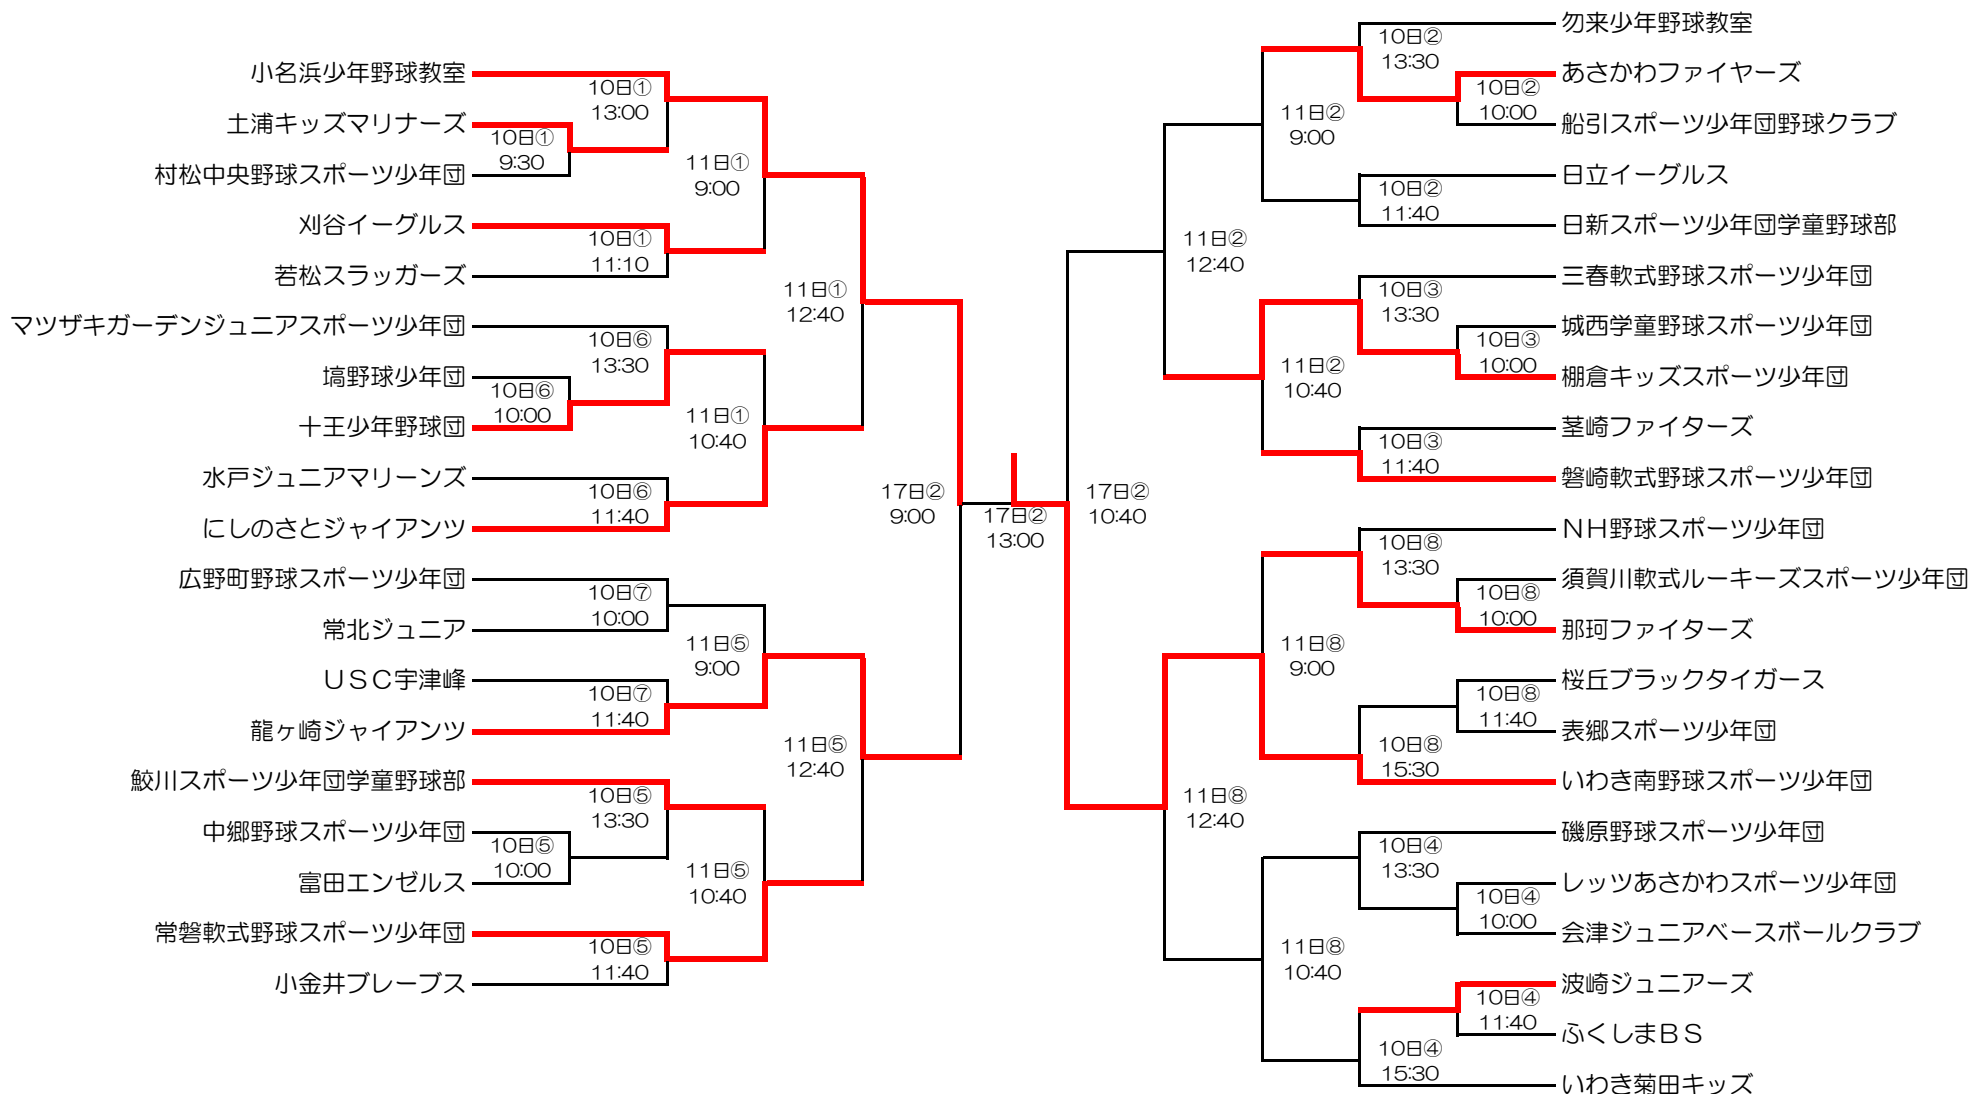 小名浜少年野球教室
土浦キッズマリナーズ
村松中央野球スポーツ少年団
刈谷イーグルス
若松スラッガーズ
マツザキガーデンジュニアスポーツ少年団
塙野球少年団
十王少年野球団
水戸ジュニアマリーンズ
にしのさとジャイアンツ
広野町野球スポーツ少年団
常北ジュニア
ＵＳＣ宇津峰
龍ヶ崎ジャイアンツ
鮫川スポーツ少年団学童野球部
中郷野球スポーツ少年団
富田エンゼルス
常磐軟式野球スポーツ少年団
小金井ブレーブス
10日①
9:30
10日⑥
10:00
10日⑤
10:00
10日①
13:00
10日①
11:10
10日⑥
13:30
10日⑥
11:40
10日⑦
10:00
10日⑦
11:40
10日⑤
13:30
10日⑤
11:40
11日①
9:00
11日①
10:40
11日⑤
9:00
11日⑤
10:40
11日①
12:40
11日⑤
12:40
17日②
9:00
17日②
13:00
17日②
10:40
11日②
12:40
11日⑧
12:40
11日②
9:00
11日②
10:40
11日⑧
9:00
11日⑧
10:40
10日②
13:30
10日②
11:40
10日③
13:30
10日③
11:40
10日⑧
13:30
10日⑧
15:30
10日④
13:30
10日④
15:30
10日②
10:00
10日③
10:00
10日⑧
10:00
10日⑧
11:40
10日④
10:00
10日④
11:40
勿来少年野球教室
あさかわファイヤーズ
船引スポーツ少年団野球クラブ
日立イーグルス
日新スポーツ少年団学童野球部
三春軟式野球スポーツ少年団
城西学童野球スポーツ少年団
棚倉キッズスポーツ少年団
茎崎ファイターズ
磐崎軟式野球スポーツ少年団
ＮＨ野球スポーツ少年団
須賀川軟式ルーキーズスポーツ少年団
那珂ファイターズ
桜丘ブラックタイガース
表郷スポーツ少年団
いわき南野球スポーツ少年団
磯原野球スポーツ少年団
レッツあさかわスポーツ少年団
会津ジュニアベースボールクラブ
波崎ジュニアーズ
ふくしまＢＳ
いわき菊田キッズ